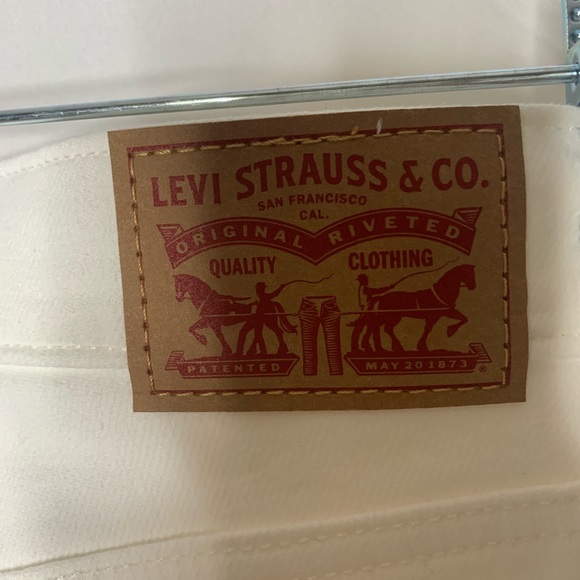 LEVI STRAUSS & CO.
SAN FRANCISCO
CAL.
ORIGINAL RIVETED
QUALITY CLOTHING
PATENTED MAY 20 1873 ®